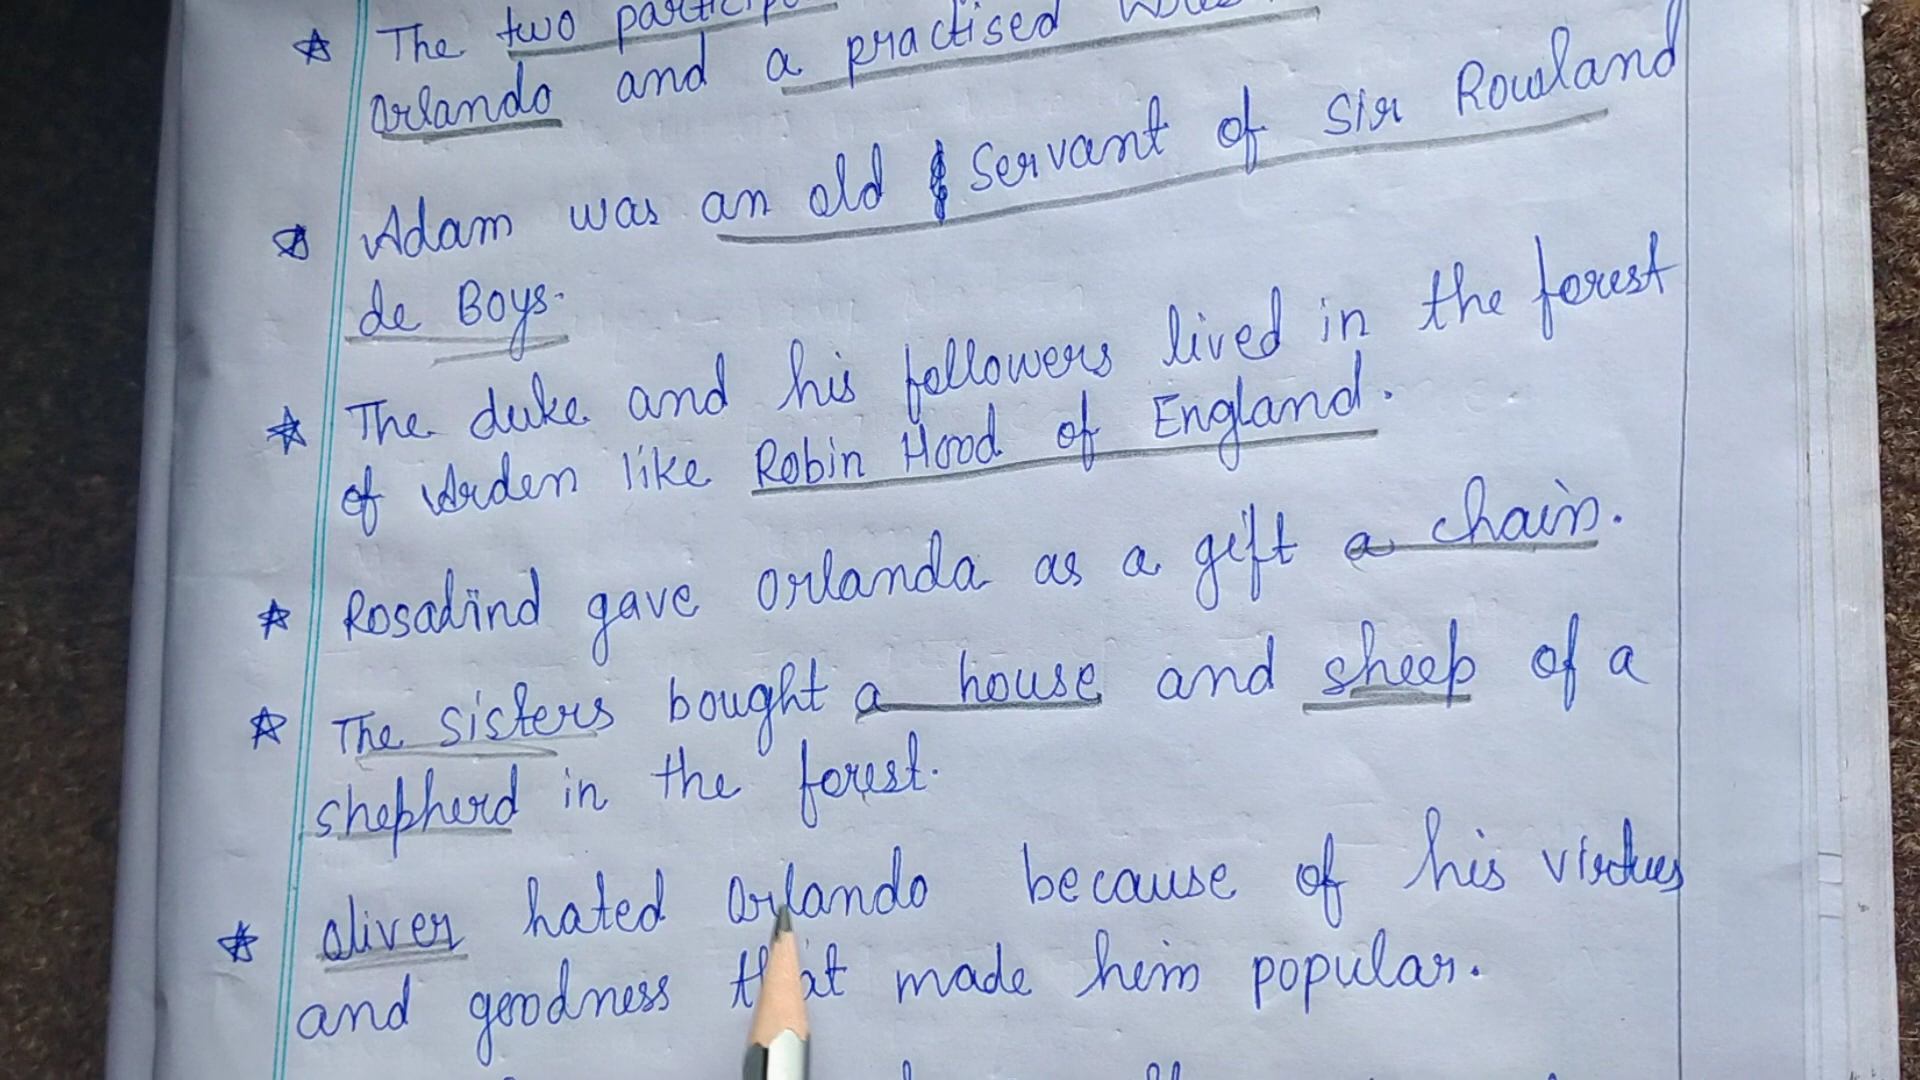 The two
Orlando and a practised
Adam was an old Servant of Sir Rowland
de Boys.
The duke and his followers lived in the forest
of Arden like Robin Hood of England.
Rosalind gave Orlanda as a gift a chain.
The sisters bought a house and sheep of a
shepherd in the forest.
Oliver hated Orlando because of his virtues
and goodness that made him popular.